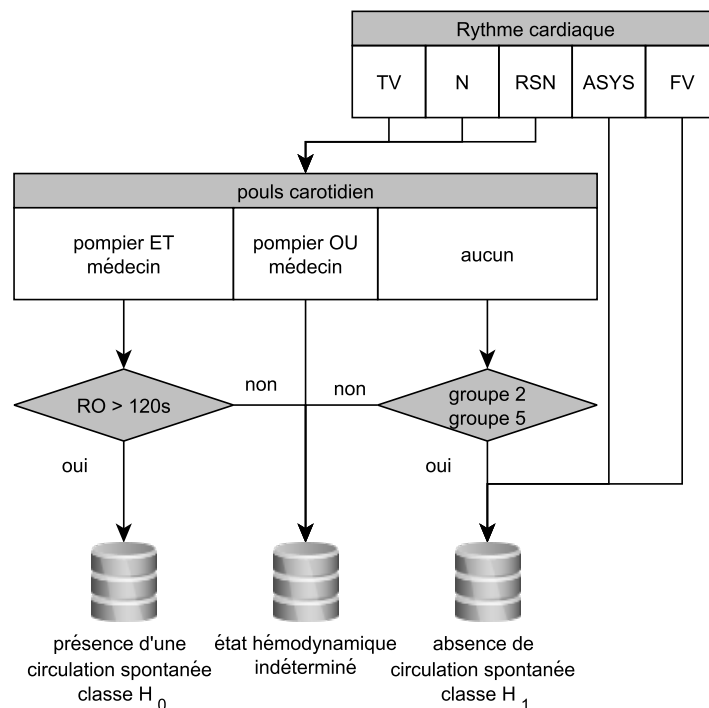 Rythme cardiaque
TV N RSN ASYS FV
pouls carotidien
pompier ET
médecin
pompier OU
médecin
aucun
RO > 120s
non
non
groupe 2
groupe 5
oui
oui
présence d'une
circulation spontanée
classe H 0
état hémodynamique
indéterminé
absence de
circulation spontanée
classe H 1